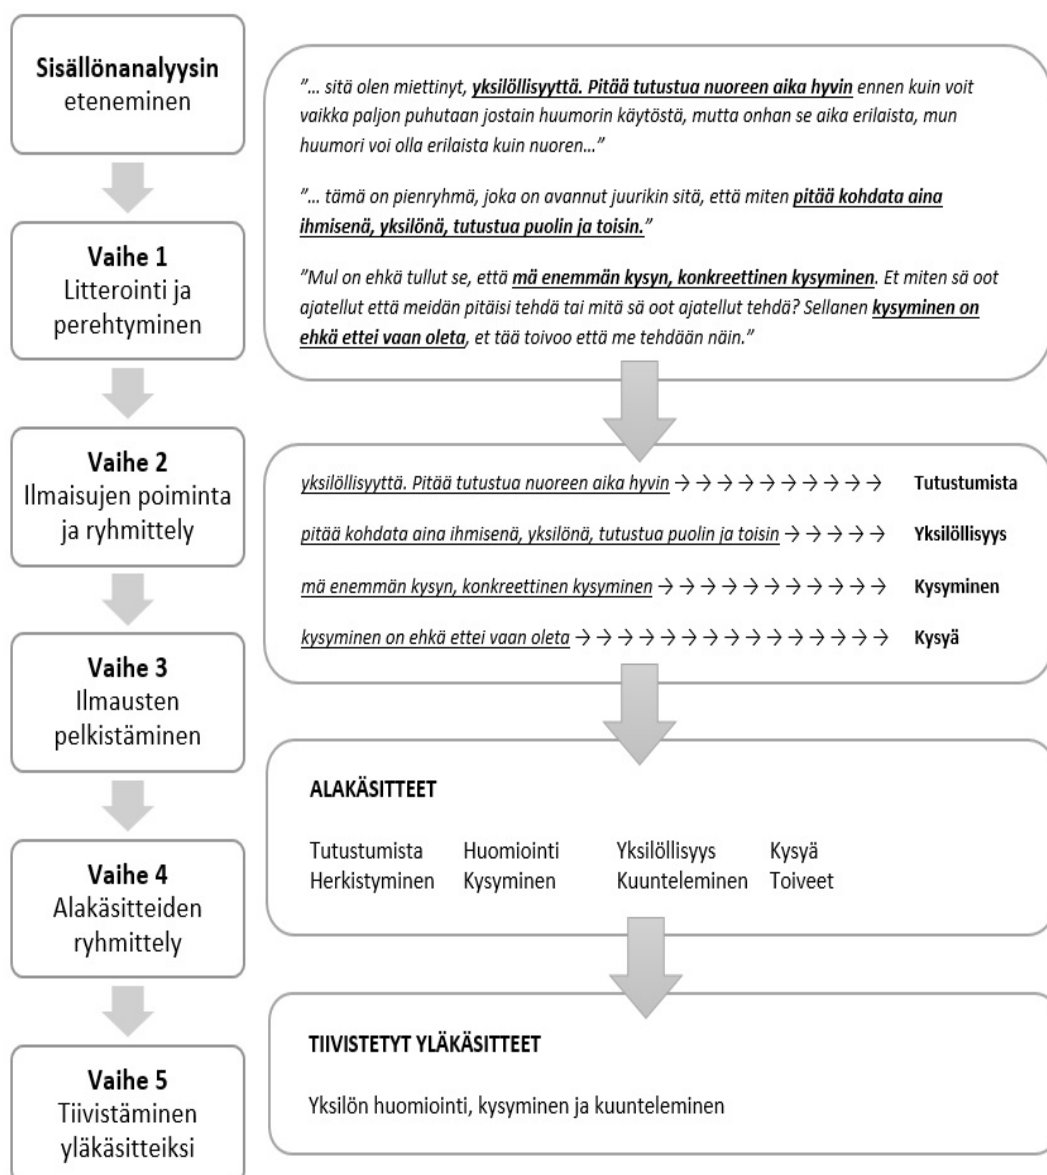 Sisällönanalyysin
eteneminen
Vaihe 1
Litterointi ja
perehtyminen
Vaihe 2
Ilmaisujen poiminta
ja ryhmittely
Vaihe 3
Ilmausten
pelkistäminen
Vaihe 4
Alakäsitteiden
ryhmittely
Vaihe 5
Tiivistäminen
yläkäsitteiksi
”... sitä olen miettinyt, yksilöllisyyttä. Pitää tutustua nuoreen aika hyvin ennen kuin voit
vaikka paljon puhutaan jostain huumorin käytöstä, mutta onhan se aika erilaista, mun
huumori voi olla erilaista kuin nuoren...”
”... tämä on pienryhmä, joka on avannut juurikin sitä, että miten pitää kohdata aina
ihmisenä, yksilönä, tutustua puolin ja toisin.”
”Mul on ehkä tullut se, että mä enemmän kysyn, konkreettinen kysyminen. Et miten sä oot
ajatellut että meidän pitäisi tehdä tai mitä sä oot ajatellut tehdä? Sellanen kysyminen on
ehkä ettei vaan oleta, et tää toivoo että me tehdään näin.”
yksilöllisyyttä. Pitää tutustua nuoreen aika hyvin → → → → → → → → → → Tutustumista
pitää kohdata aina ihmisenä, yksilönä, tutustua puolin ja toisin → → → → → Yksilöllisyys
mä enemmän kysyn, konkreettinen kysyminen → → → → → → → → → → → Kysyminen
kysyminen on ehkä ettei vaan oleta → → → → → → → → → → → → → → → Kysyä
ALAKÄSITTEET
Tutustumista Huomiointi Yksilöllisyys Kysyä
Herkistyminen Kysyminen Kuunteleminen Toiveet
TIIVISTETYT YLÄKÄSITTEET
Yksilön huomiointi, kysyminen ja kuunteleminen